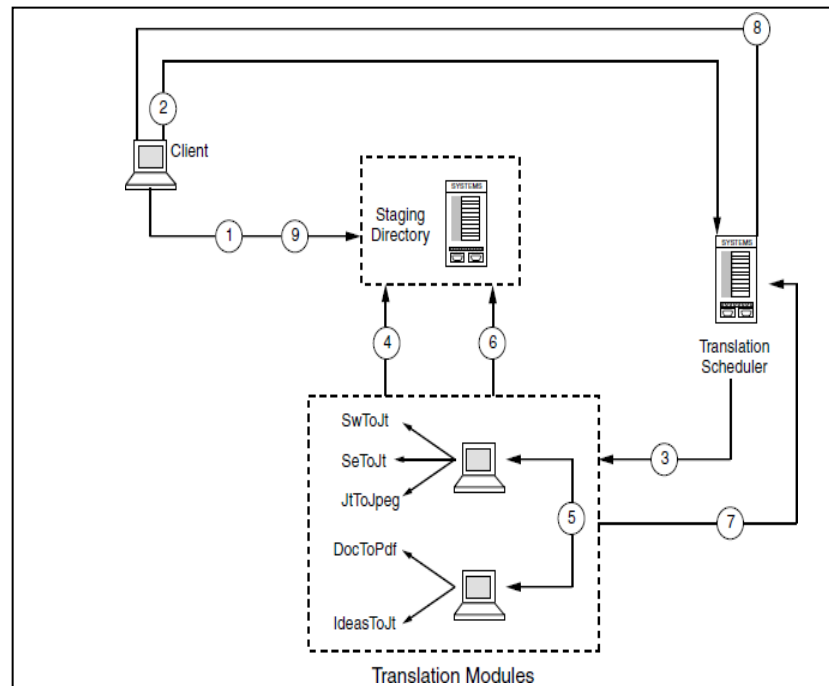 8
2
Client
SYSTEMS
Staging
Directory
1
9
SYSTEMS
Translation
Scheduler
4
6
SwToJt
SeToJt
JtToJpeg
3
5
7
DocToPdf
IdeasToJt
Translation Modules